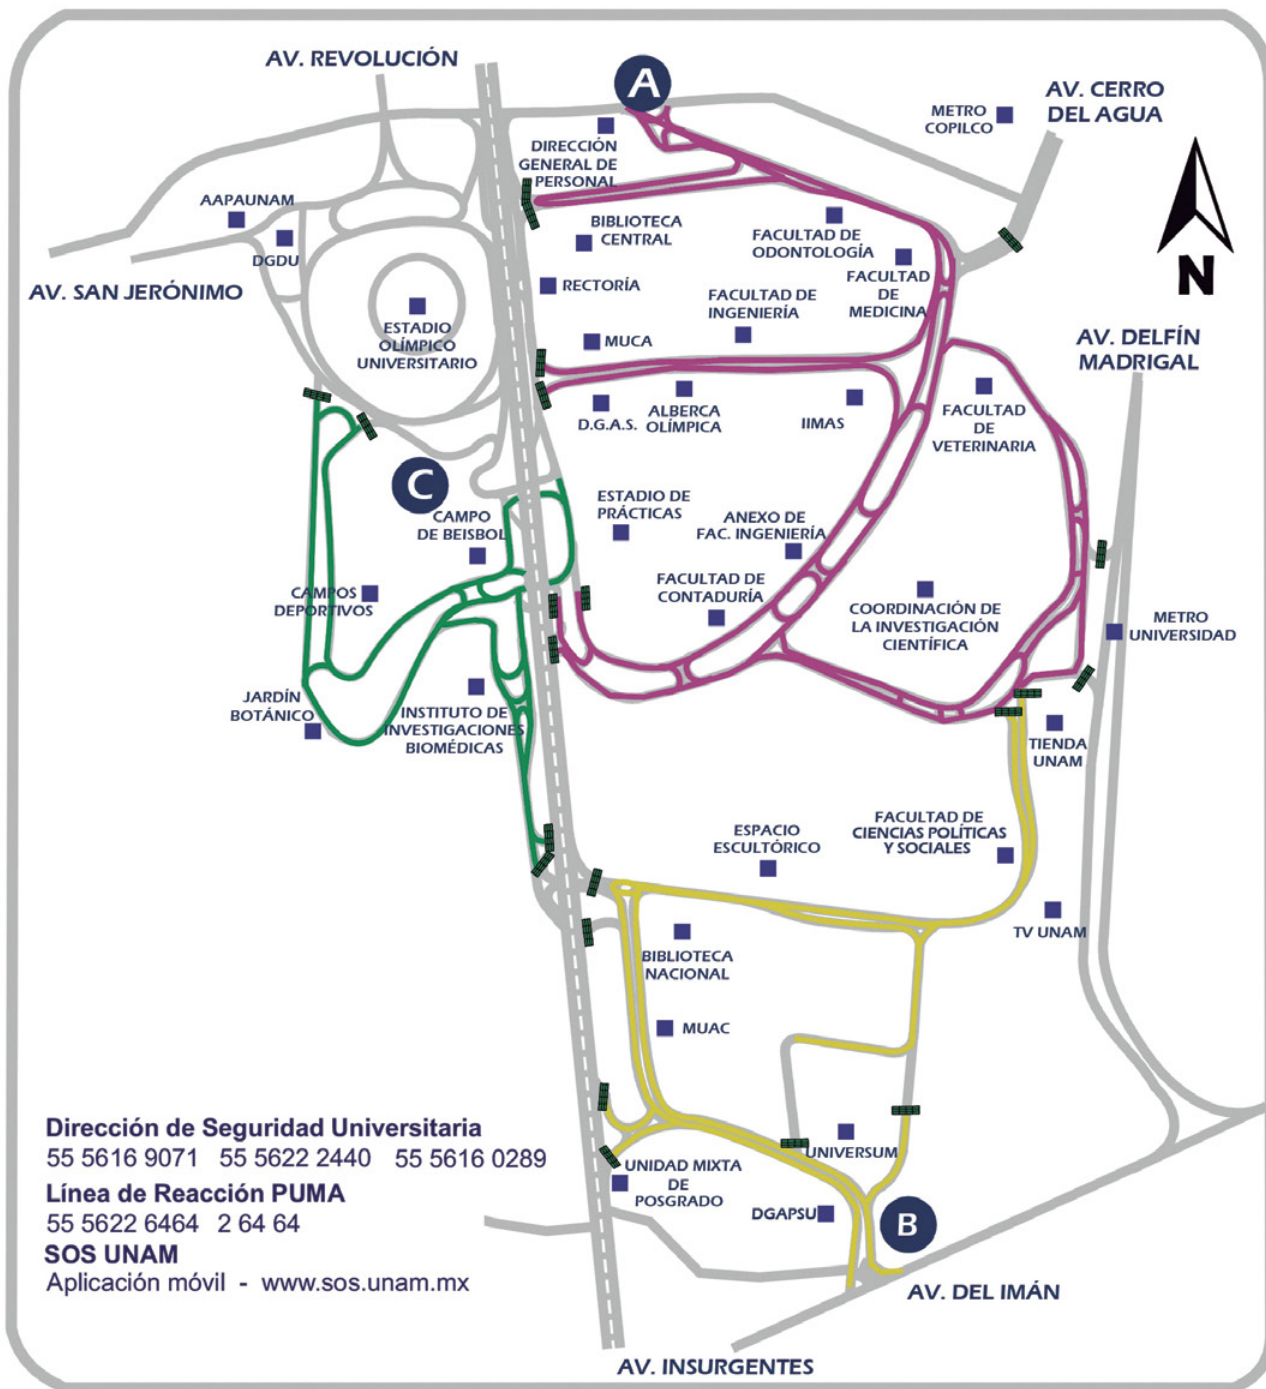 AV. REVOLUCIÓN
A
AV. CERRO
DEL AGUA
METRO
COPILCO
DIRECCIÓN
GENERAL DE
PERSONAL
AAPAUNAM
DGDU
BIBLIOTECA
CENTRAL
FACULTAD DE
ODONTOLOGÍA
FACULTAD
DE
MEDICINA
N
AV. SAN JERÓNIMO
RECTORÍA
FACULTAD DE
INGENIERÍA
ESTADIO
OLÍMPICO
UNIVERSITARIO
MUCA
AV. DELFÍN
MADRIGAL
D.G.A.S.
ALBERCA
OLÍMPICA
IIMAS
FACULTAD
DE
VETERINARIA
C
CAMPO
DE BEISBOL
ESTADIO DE
PRÁCTICAS
ANEXO DE
FAC. INGENIERÍA
CAMPOS
DEPORTIVOS
FACULTAD DE
CONTADURÍA
COORDINACIÓN DE
LA INVESTIGACIÓN
CIENTÍFICA
METRO
UNIVERSIDAD
JARDÍN
BOTÁNICO
INSTITUTO DE
INVESTIGACIONES
BIOMÉDICAS
TIENDA
UNAM
ESPACIO
ESCULTÓRICO
FACULTAD DE
CIENCIAS POLÍTICAS
Y SOCIALES
TV UNAM
BIBLIOTECA
NACIONAL
MUAC
UNIVERSUM
UNIDAD MIXTA
DE
POSGRADO
DGAPSU
B
AV. DEL IMÁN
AV. INSURGENTES
Dirección de Seguridad Universitaria
55 5616 9071 55 5622 2440 55 5616 0289
Línea de Reacción PUMA
55 5622 6464 2 64 64
SOS UNAM
Aplicación móvil - www.sos.unam.mx